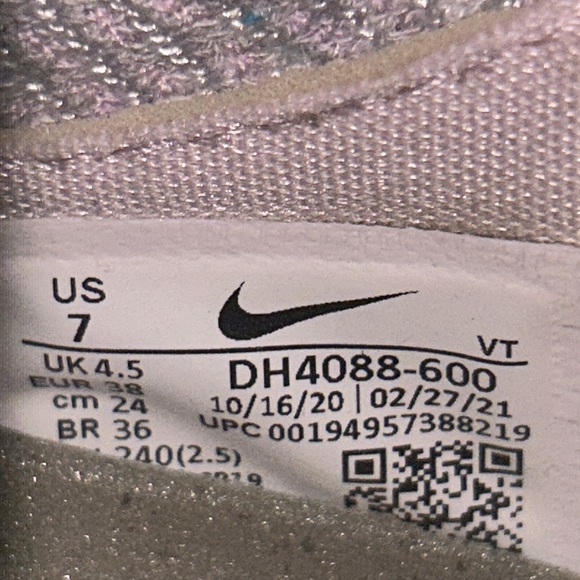 US
7
VT
UK 4.5
DH4088-600
EUR 38
10/16/20 | 02/27/21
cm 24
UPC 00194957388219
BR 36
240(2.5)